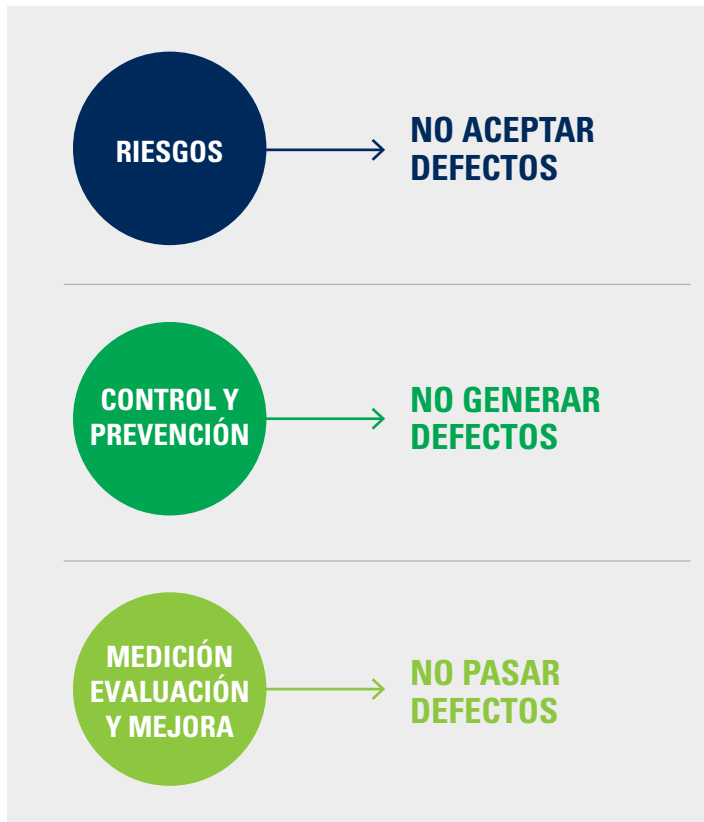 RIESGOS
NO ACEPTAR
DEFECTOS
CONTROL Y
PREVENCIÓN
NO GENERAR
DEFECTOS
MEDICIÓN
EVALUACIÓN
Y MEJORA
NO PASAR
DEFECTOS